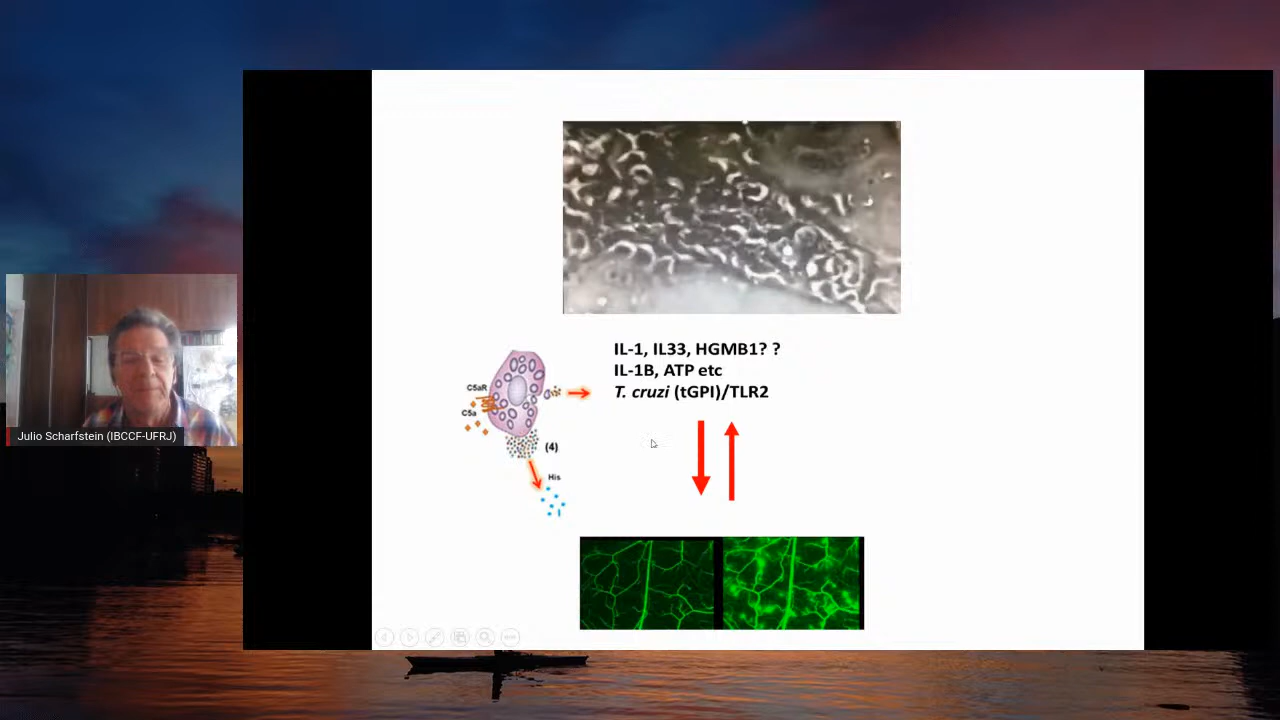 IL-1, IL33, HGMB1? ?
IL-1B, ATP etc
T. cruzi (tGPI)/TLR2
C5aR
C5a
(4)
His
Julio Scharfstein (IBCCF-UFRJ)